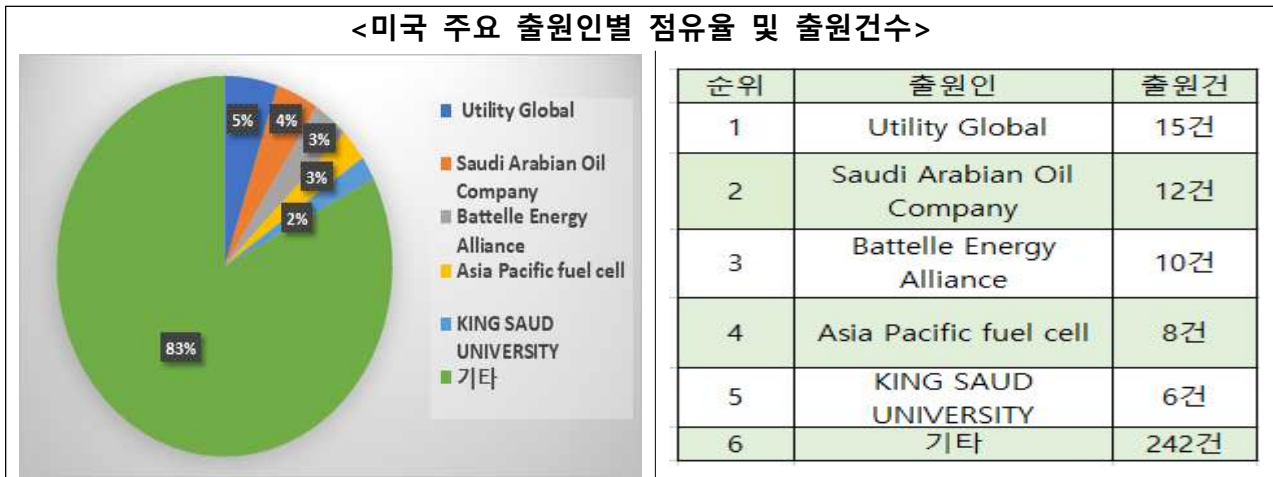 <미국 주요 출원인별 점유율 및 출원건수>
5%
4%
3%
3%
2%
83%
Utility Global
Saudi Arabian Oil
Company
Battelle Energy
Alliance
Asia Pacific fuel cell
KING SAUD
UNIVERSITY
기타
순위 출원인 출원건
1 Utility Global 15건
2 Saudi Arabian Oil
Company 12건
3 Battelle Energy
Alliance 10건
4 Asia Pacific fuel cell 8건
5 KING SAUD
UNIVERSITY 6건
6 기타 242건